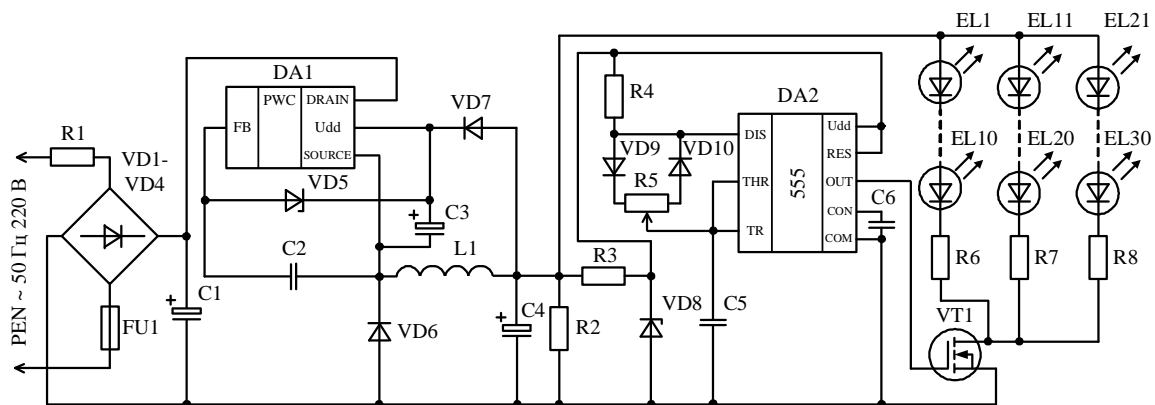 EL1 EL11 EL21
DA1
PWC DRAIN
FB Udd
SOURCE
VD7
R4
DA2
DIS Udd
RES
THR OUT
555
CON
TR COM
R1
VD1-
VD4
VD9 VD10
R5
C6
EL10 EL20 EL30
VD5
C3
PEN ~ 50 Гц 220 В
+
C2
L1
R3
R6 R7 R8
C1
+
FU1
C4
+
VD6
R2
VD8
C5
VT1